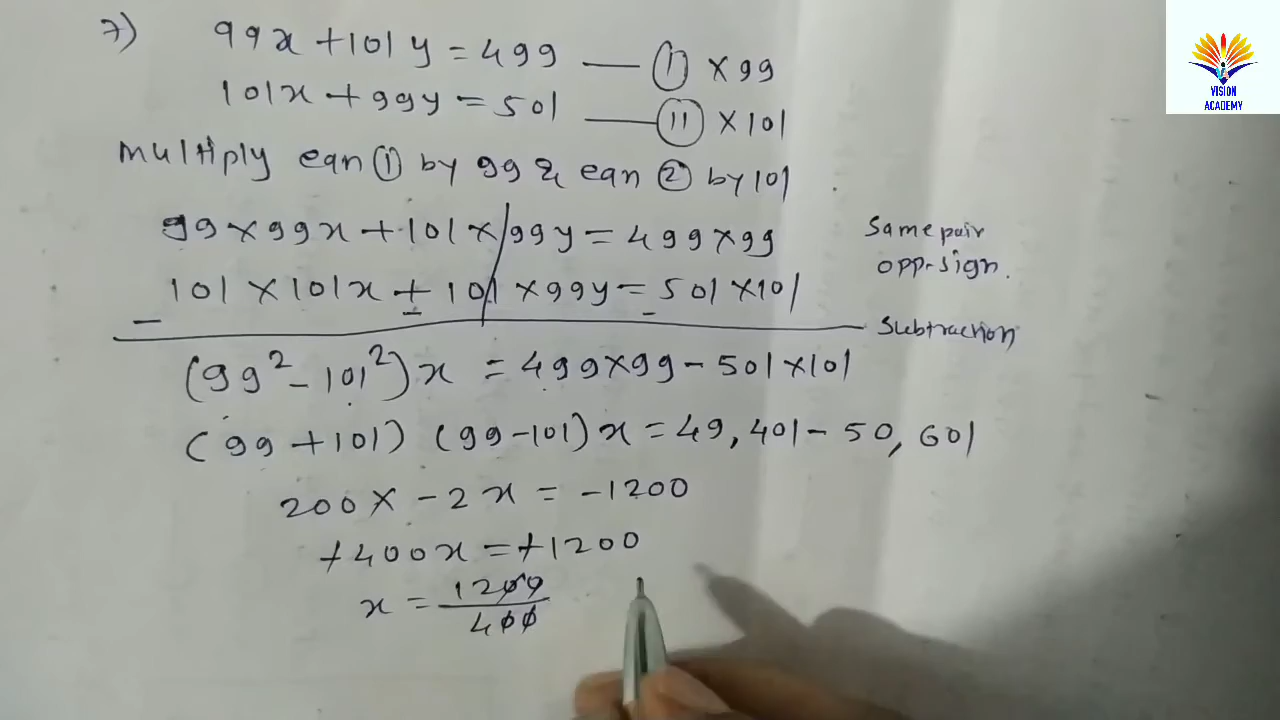 7) 99x + 101y = 499 — (I) × 99
101x + 99y = 501 — (II) × 101
multiply eqn (1) by 99 & eqn (2) by 101
99×99x + 101×99y = 499×99
101×101x + 101×99y = 501×101
same pair
opp. sign.
Subtraction
(99² - 101²) x = 499×99 - 501×101
(99 + 101) (99 - 101) x = 49,401 - 50,601
200 × -2x = -1200
+400x = +1200
x = 1200/400
VISION
ACADEMY